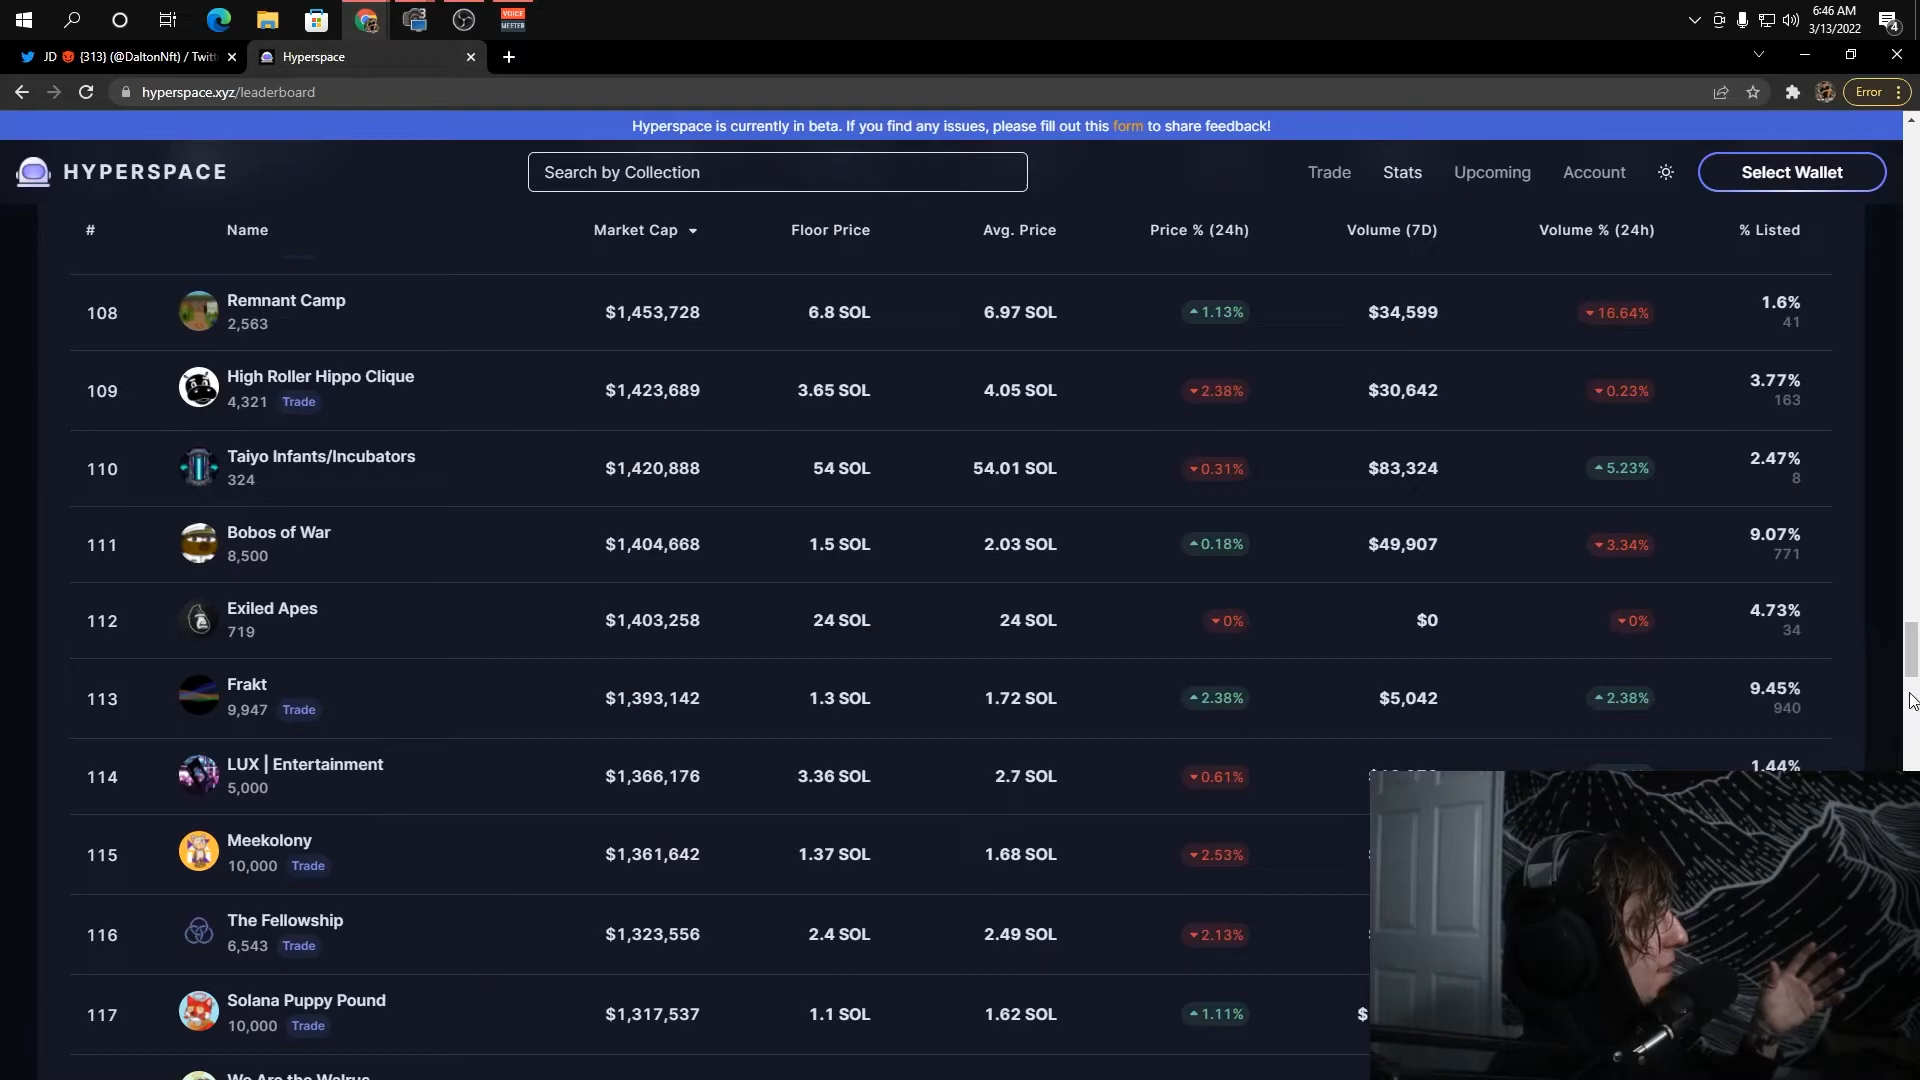 VOICE
MEETER
6:46 AM
3/13/2022
4
JD {313} (@DaltonNft) / Twitt
Hyperspace
hyperspace.xyz/leaderboard
Error
Hyperspace is currently in beta. If you find any issues, please fill out this form to share feedback!
HYPERSPACE
Search by Collection
Trade Stats Upcoming Account Select Wallet
# Name Market Cap Floor Price Avg. Price Price % (24h) Volume (7D) Volume % (24h) % Listed
108 Remnant Camp $1,453,728 6.8 SOL 6.97 SOL 1.13% $34,599 16.64% 1.6%
2,563 41
109 High Roller Hippo Clique $1,423,689 3.65 SOL 4.05 SOL 2.38% $30,642 0.23% 3.77%
4,321 Trade 163
110 Taiyo Infants/Incubators $1,420,888 54 SOL 54.01 SOL 0.31% $83,324 5.23% 2.47%
324 8
111 Bobos of War $1,404,668 1.5 SOL 2.03 SOL 0.18% $49,907 3.34% 9.07%
8,500 771
112 Exiled Apes $1,403,258 24 SOL 24 SOL 0% $0 0% 4.73%
719 34
113 Frakt $1,393,142 1.3 SOL 1.72 SOL 2.38% $5,042 2.38% 9.45%
9,947 Trade 940
114 LUX | Entertainment $1,366,176 3.36 SOL 2.7 SOL 0.61% 1.44%
5,000
115 Meekolony $1,361,642 1.37 SOL 1.68 SOL 2.53%
10,000 Trade
116 The Fellowship $1,323,556 2.4 SOL 2.49 SOL 2.13%
6,543 Trade
117 Solana Puppy Pound $1,317,537 1.1 SOL 1.62 SOL 1.11% $
10,000 Trade
We Are the Walrus